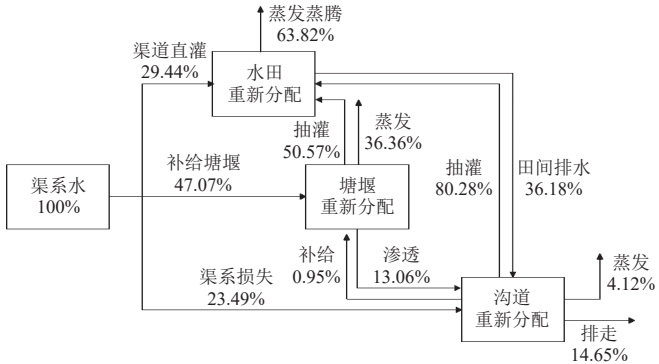 蒸发蒸腾
63.82%
渠道直灌
29.44%
水田
重新分配
抽灌
50.57%
蒸发
36.36%
渠系水
100%
补给塘堰
47.07%
塘堰
重新分配
抽灌
80.28%
田间排水
36.18%
渠系损失
23.49%
补给
0.95%
渗透
13.06%
沟道
重新分配
蒸发
4.12%
排走
14.65%